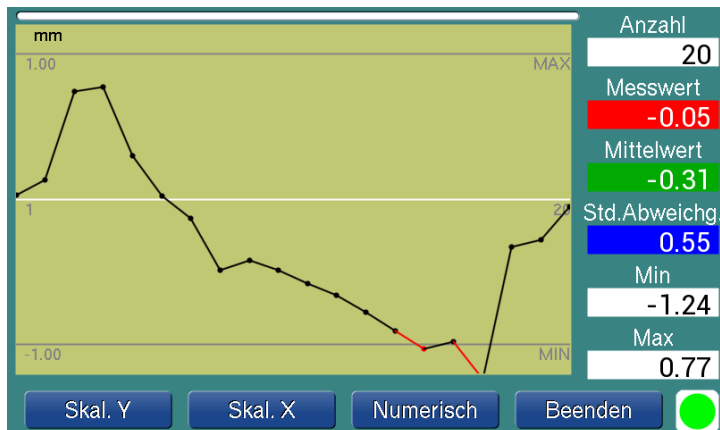 mm
1.00 MAX
1 20
-1.00 MIN
Anzahl
20
Messwert
-0.05
Mittelwert
-0.31
Std.Abweichg.
0.55
Min
-1.24
Max
0.77
Skal. Y Skal. X Numerisch Beenden